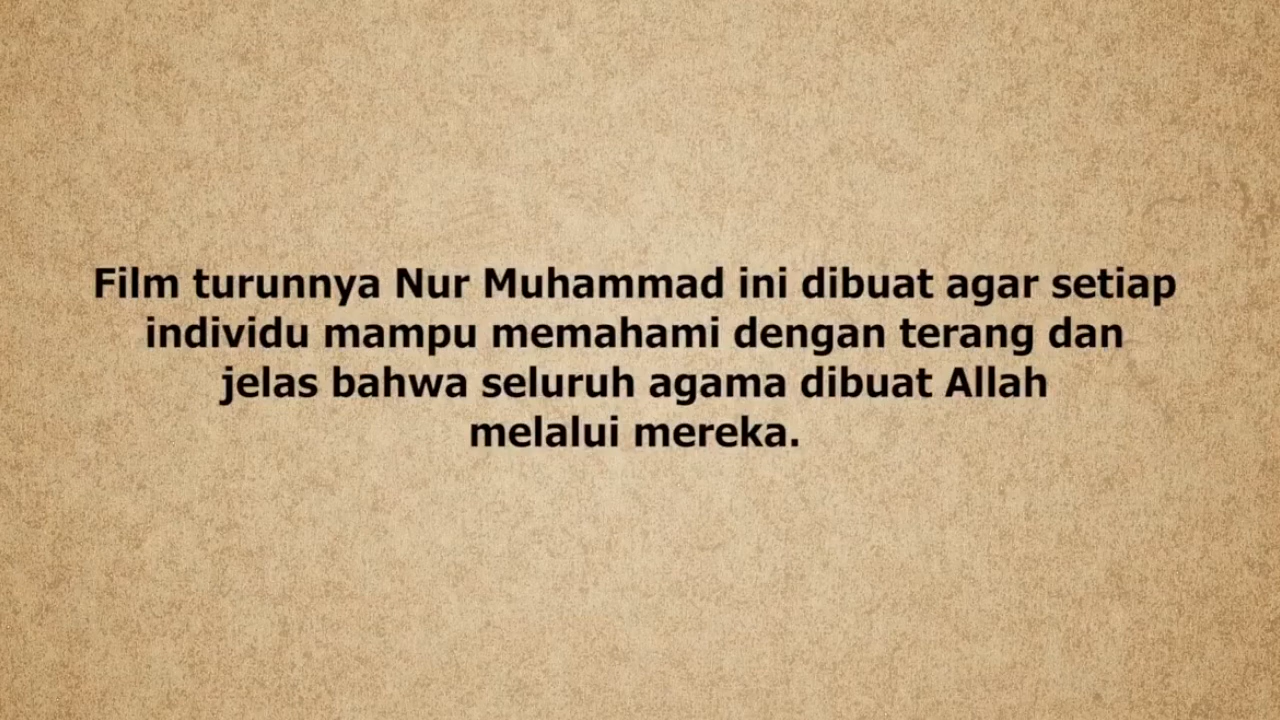 Film turunnya Nur Muhammad ini dibuat agar setiap
individu mampu memahami dengan terang dan
jelas bahwa seluruh agama dibuat Allah
melalui mereka.